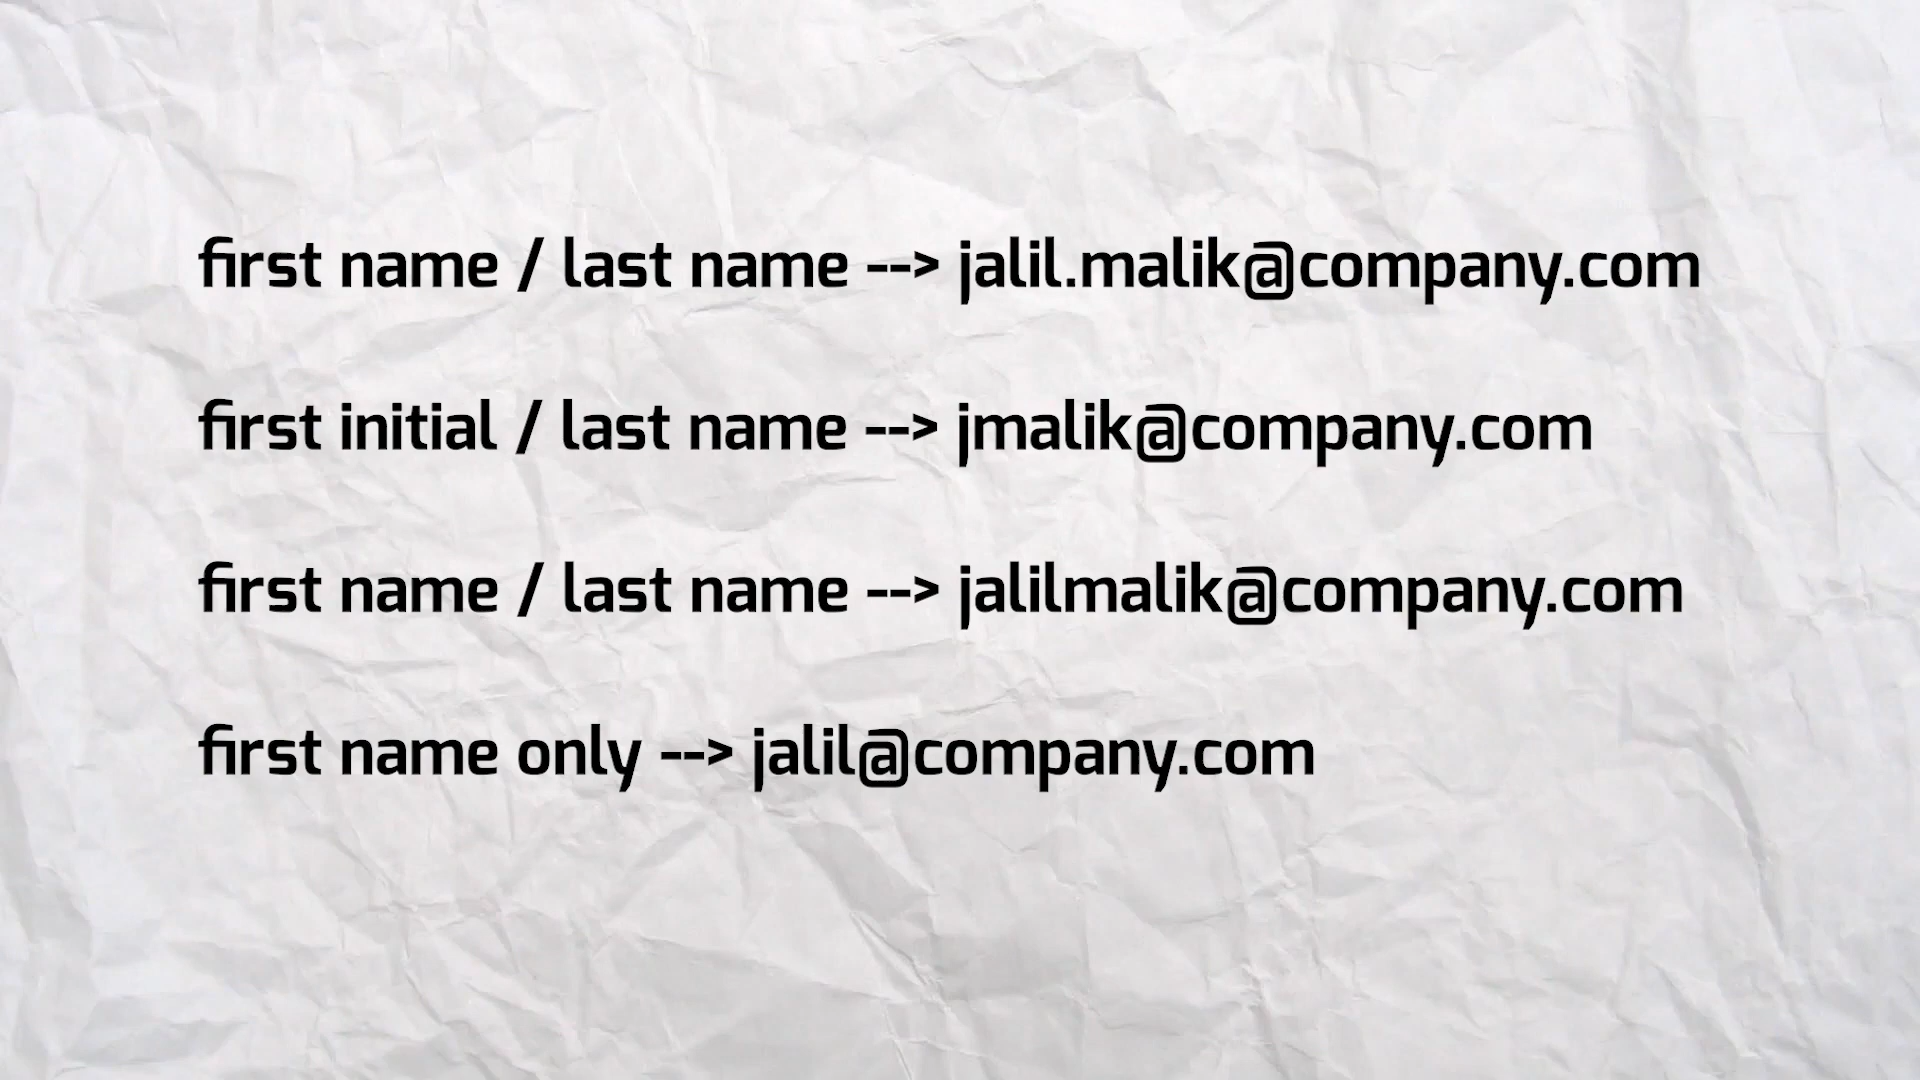 first name / last name --> jalil.malik@company.com
first initial / last name --> jmalik@company.com
first name / last name --> jalilmalik@company.com
first name only --> jalil@company.com